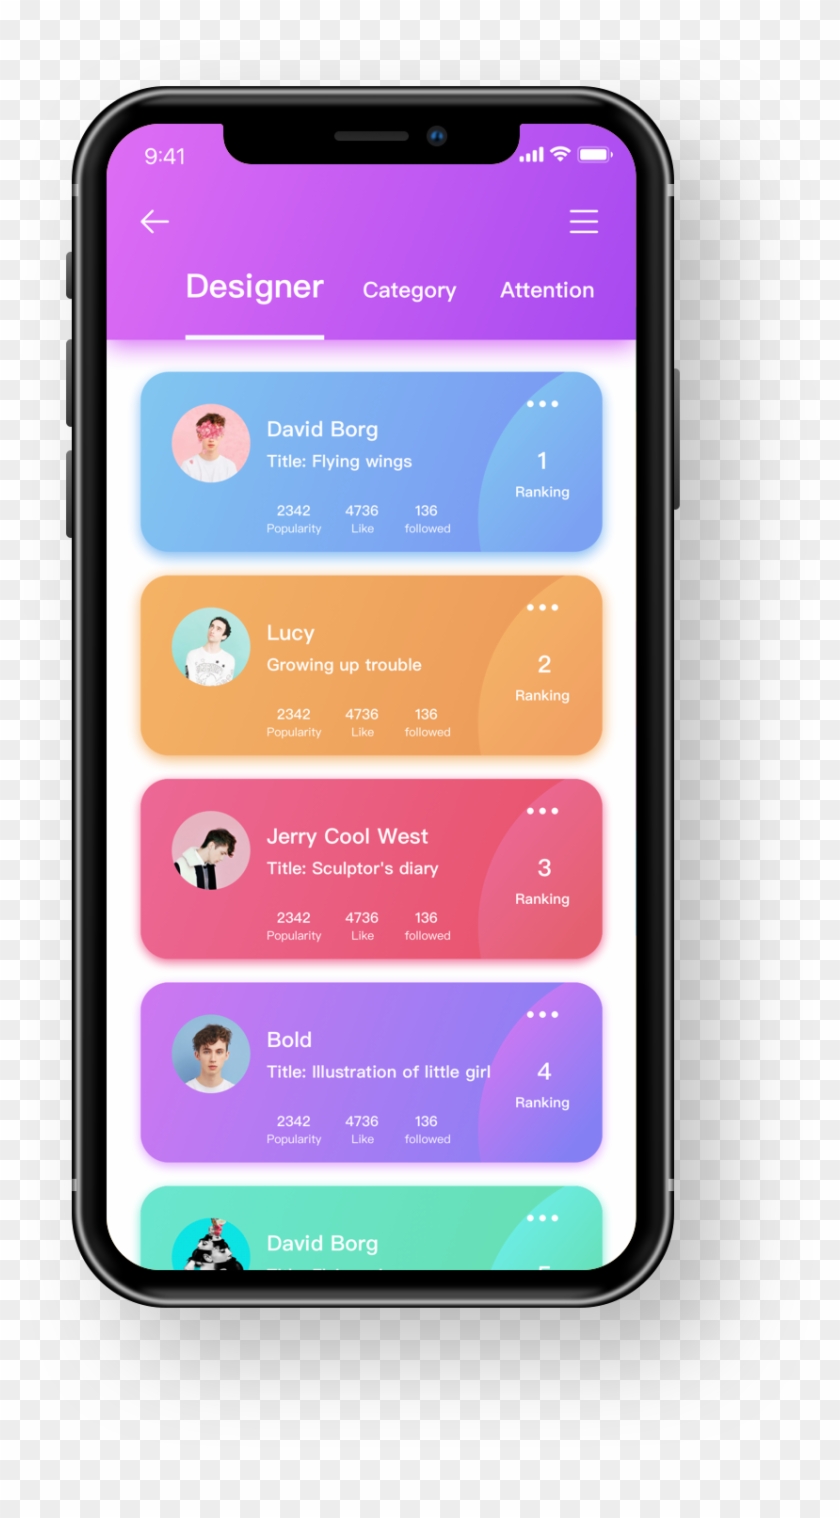 9:41
Designer Category Attention
David Borg
Title: Flying wings
1
Ranking
2342 4736 136
Popularity Like followed
Lucy
Growing up trouble
2
Ranking
2342 4736 136
Popularity Like followed
Jerry Cool West
Title: Sculptor's diary
3
Ranking
2342 4736 136
Popularity Like followed
Bold
Title: Illustration of little girl
4
Ranking
2342 4736 136
Popularity Like followed
David Borg